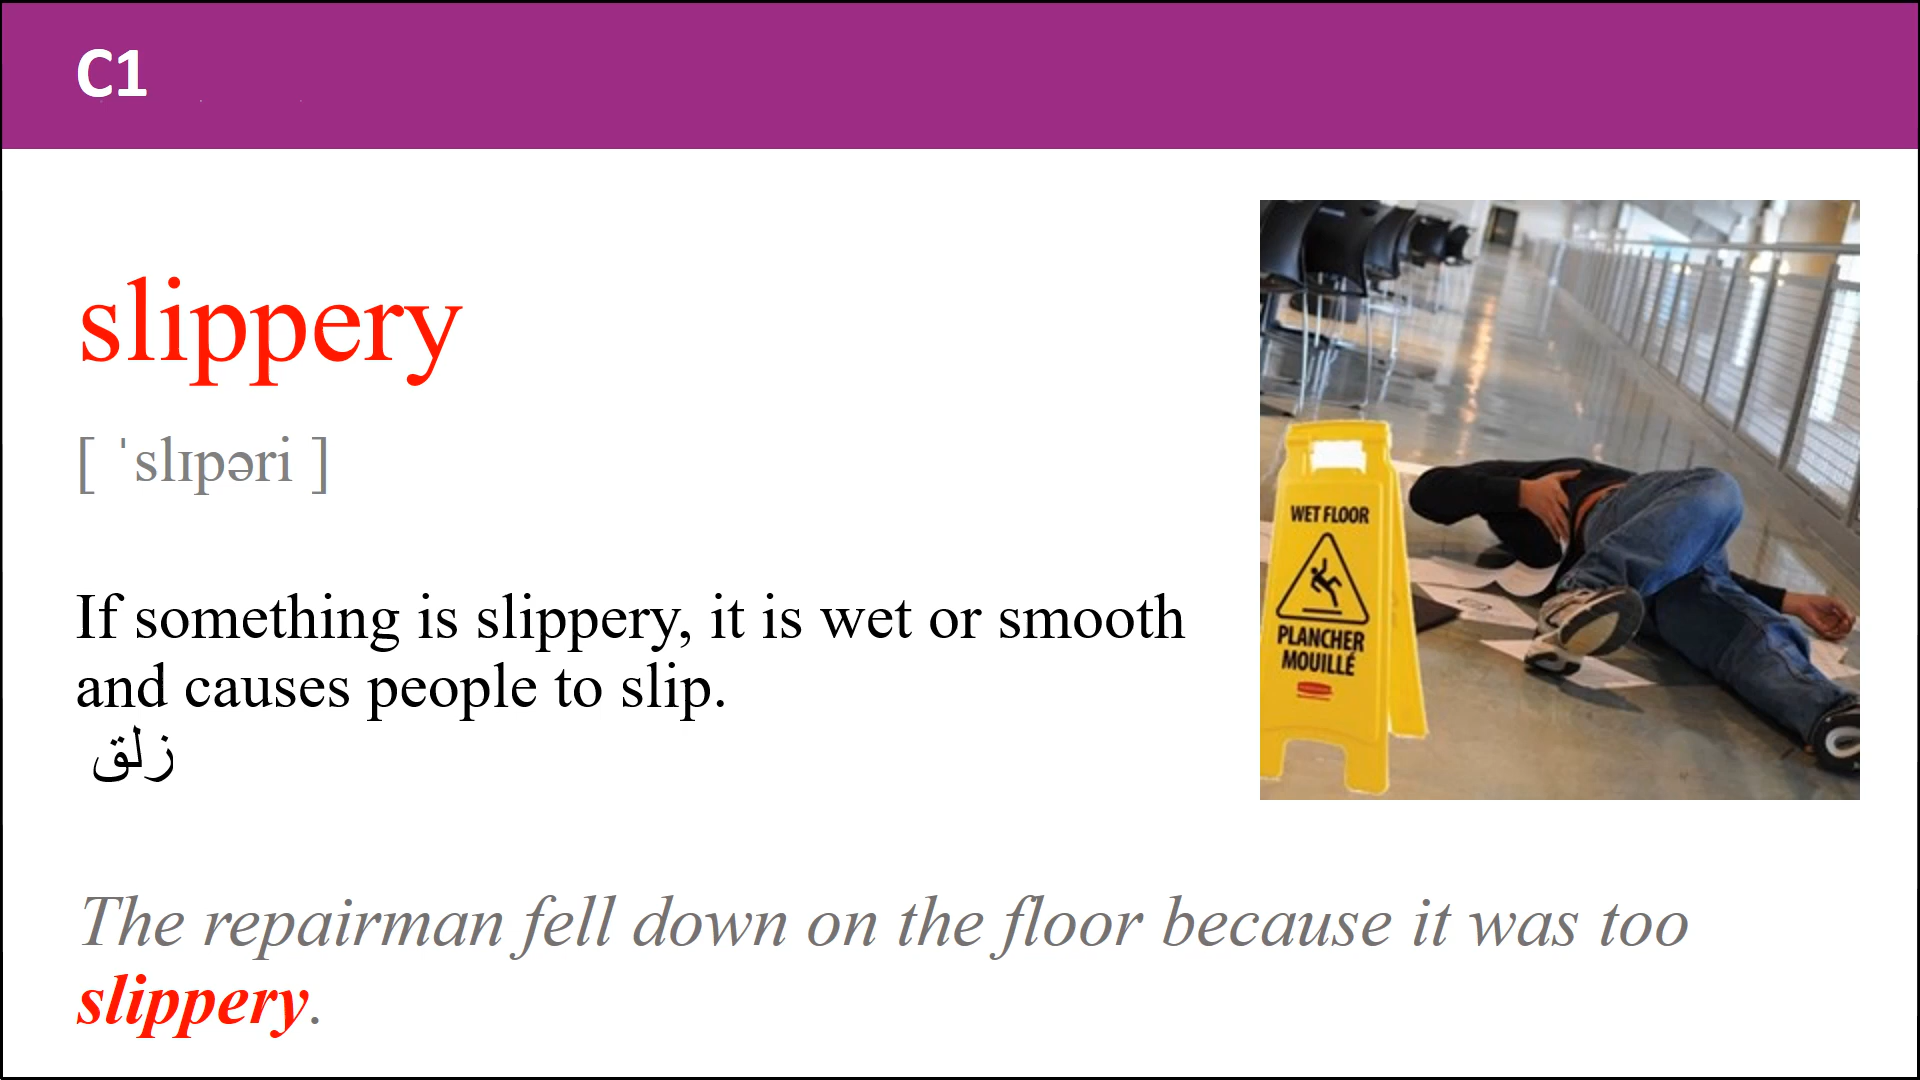 C1
slippery
[ ˈslɪpəri ]
If something is slippery, it is wet or smooth
and causes people to slip.
زلق
WET FLOOR
PLANCHER
MOUILLÉ
The repairman fell down on the floor because it was too
slippery.